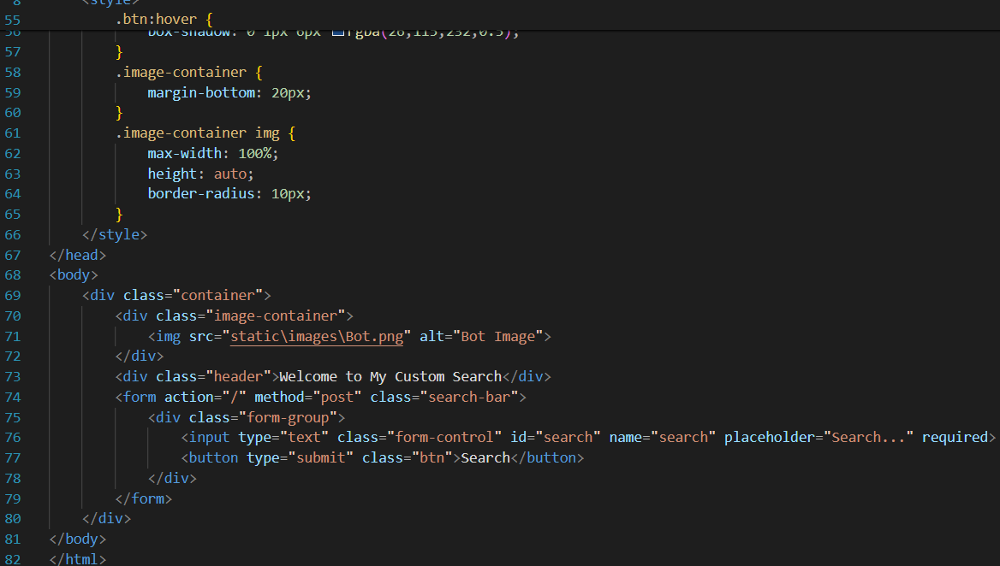 8 <style>
55 .btn:hover {
56 box-shadow: 0 1px 6px rgba(26,115,232,0.5);
57 }
58 .image-container {
59 margin-bottom: 20px;
60 }
61 .image-container img {
62 max-width: 100%;
63 height: auto;
64 border-radius: 10px;
65 }
66 </style>
67 </head>
68 <body>
69 <div class="container">
70 <div class="image-container">
71 <img src="static\images\Bot.png" alt="Bot Image">
72 </div>
73 <div class="header">Welcome to My Custom Search</div>
74 <form action="/" method="post" class="search-bar">
75 <div class="form-group">
76 <input type="text" class="form-control" id="search" name="search" placeholder="Search..." required>
77 <button type="submit" class="btn">Search</button>
78 </div>
79 </form>
80 </div>
81 </body>
82 </html>